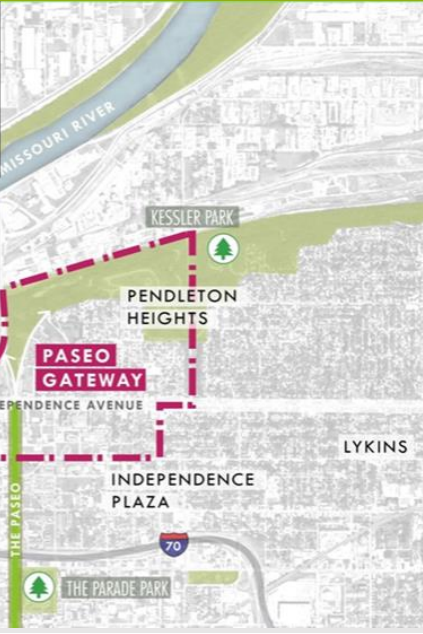 MISSOURI RIVER
KESSLER PARK
PENDLETON
HEIGHTS
PASEO
GATEWAY
EPENDENCE AVENUE
LYKINS
INDEPENDENCE
PLAZA
THE PASEO
70
THE PARADE PARK